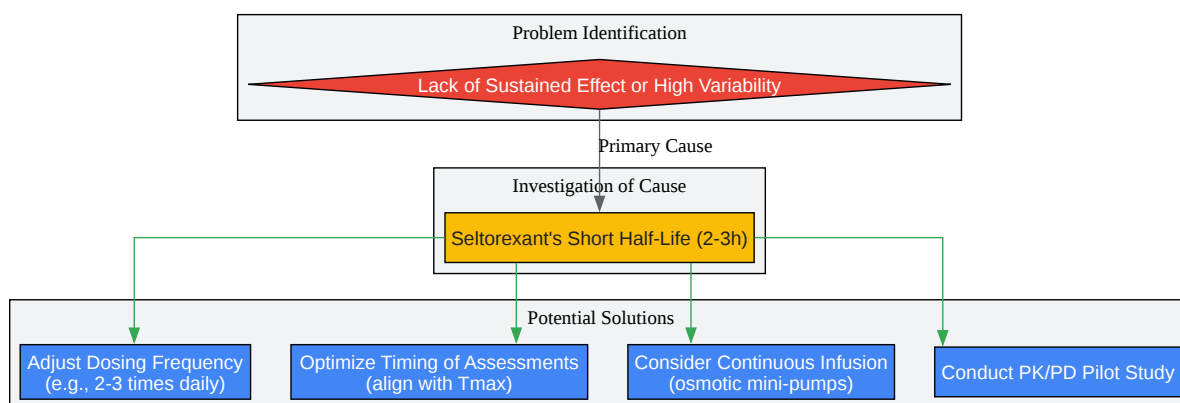 Problem Identification
Lack of Sustained Effect or High Variability
Primary Cause
Investigation of Cause
Seltorexant's Short Half-Life (2-3h)
Potential Solutions
Adjust Dosing Frequency
(e.g., 2-3 times daily)
Optimize Timing of Assessments
(align with Tmax)
Consider Continuous Infusion
(osmotic mini-pumps)
Conduct PK/PD Pilot Study